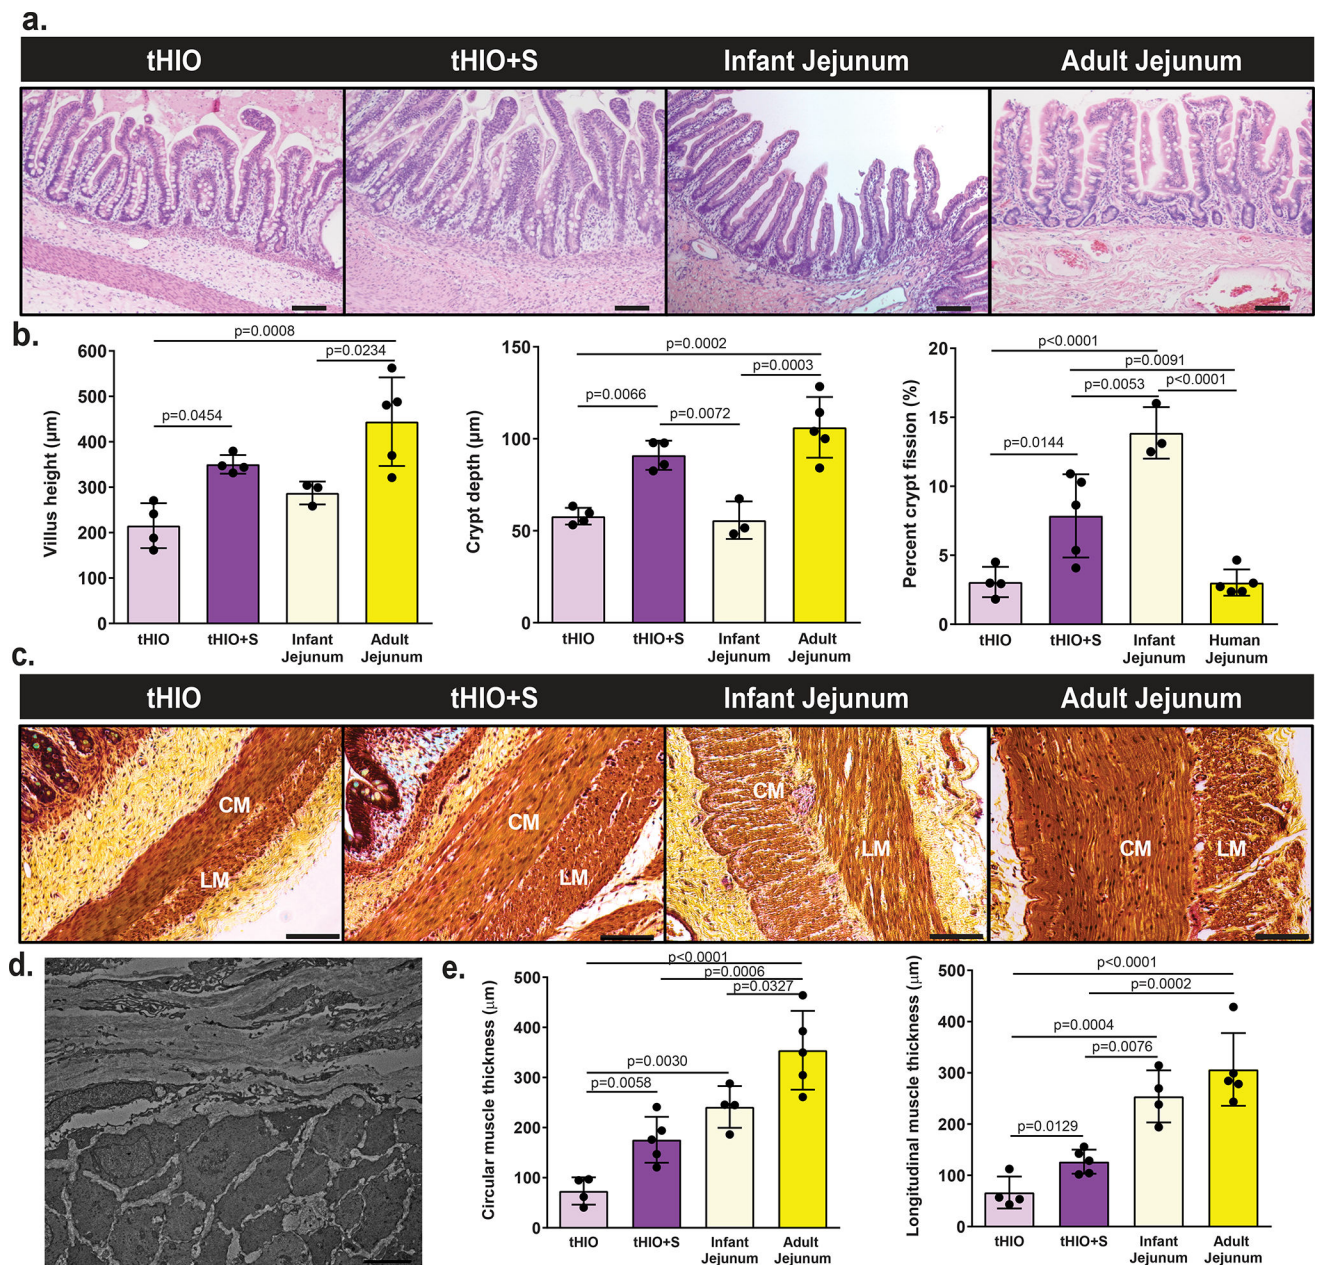 a.
tHIO
tHIO+S
Infant Jejunum
Adult Jejunum
b.
Villus height (µm)
600
500
400
300
200
100
0
p=0.0008
p=0.0234
p=0.0454
tHIO
tHIO+S
Infant
Jejunum
Adult
Jejunum
Crypt depth (µm)
150
100
50
0
p=0.0002
p=0.0003
p=0.0066
p=0.0072
tHIO
tHIO+S
Infant
Jejunum
Adult
Jejunum
Percent crypt fission (%)
20
15
10
5
0
p<0.0001
p=0.0091
p=0.0053
p<0.0001
p=0.0144
tHIO
tHIO+S
Infant
Jejunum
Human
Jejunum
c.
tHIO
tHIO+S
Infant Jejunum
Adult Jejunum
CM
LM
CM
LM
CM
LM
CM
LM
d.
e.
Circular muscle thickness (µm)
500
400
300
200
100
0
p<0.0001
p=0.0006
p=0.0327
p=0.0030
p=0.0058
tHIO
tHIO+S
Infant
Jejunum
Adult
Jejunum
Longitudinal muscle thickness (µm)
500
400
300
200
100
0
p<0.0001
p=0.0002
p=0.0004
p=0.0076
p=0.0129
tHIO
tHIO+S
Infant
Jejunum
Adult
Jejunum